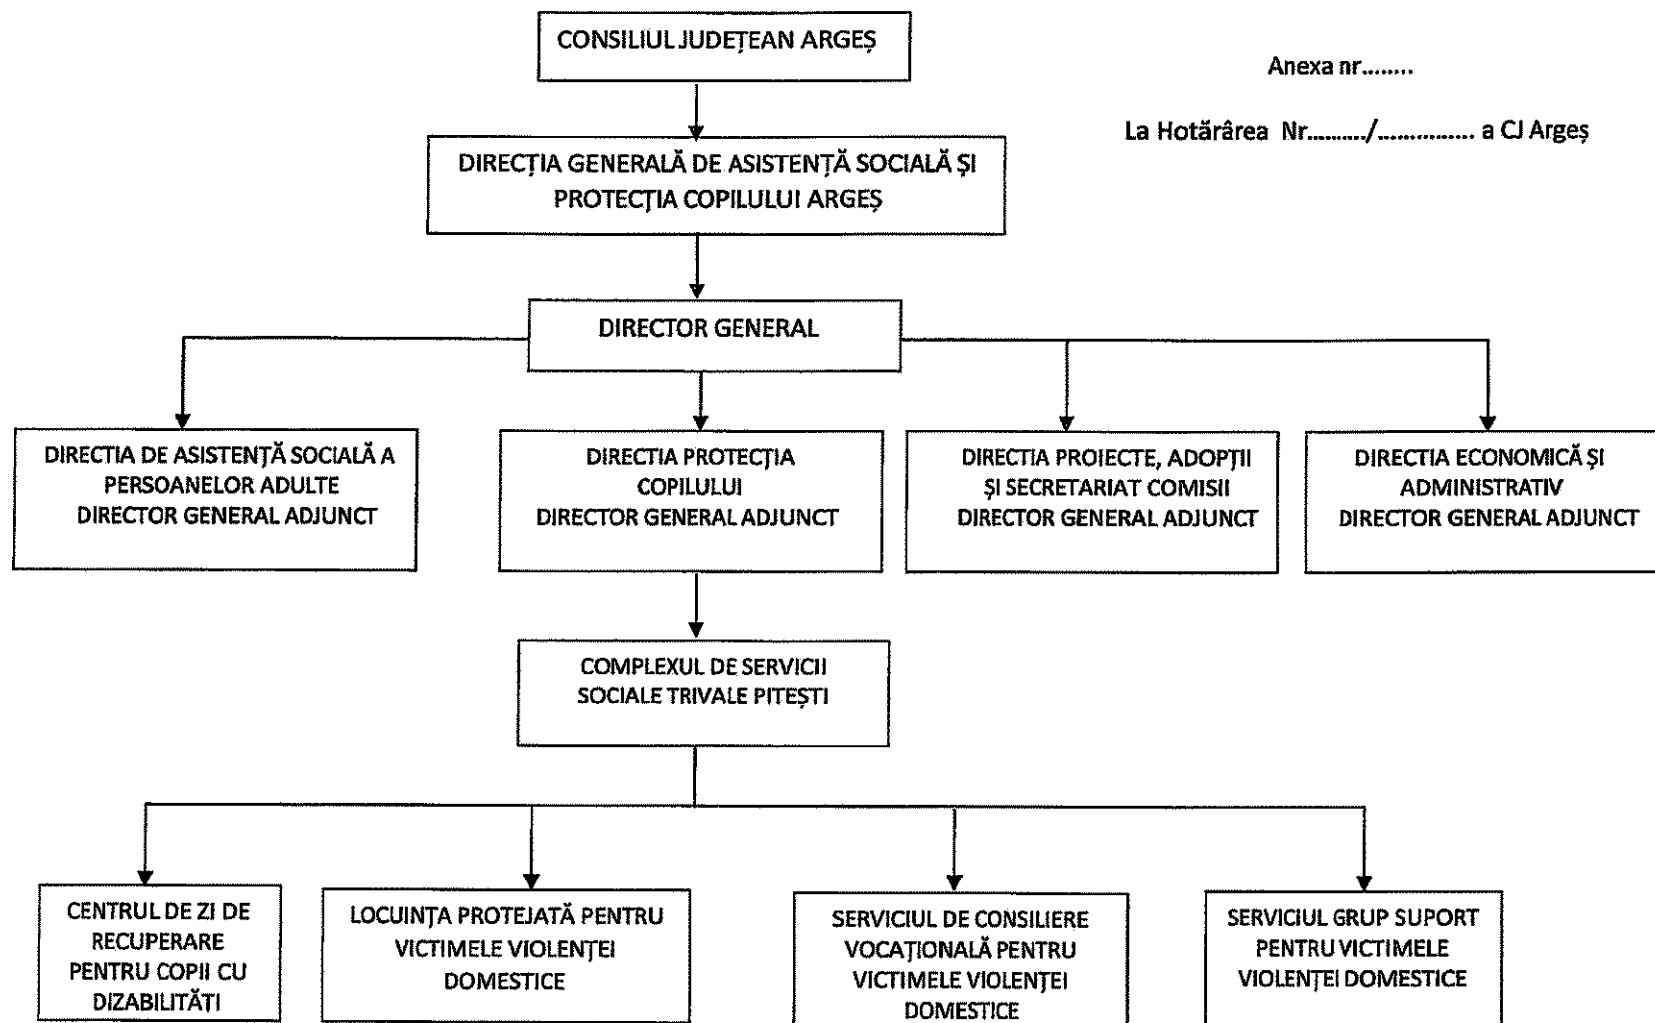 CONSILIUL JUDEȚEAN ARGEȘ
Anexa nr........
La Hotărârea Nr........../............... a CJ Argeș
DIRECȚIA GENERALĂ DE ASISTENȚĂ SOCIALĂ ȘI
PROTECȚIA COPILULUI ARGEȘ
DIRECTOR GENERAL
DIRECTIA DE ASISTENȚĂ SOCIALĂ A
PERSOANELOR ADULTE
DIRECTOR GENERAL ADJUNCT
DIRECTIA PROTECȚIA
COPILULUI
DIRECTOR GENERAL ADJUNCT
DIRECTIA PROIECTE, ADOPȚII
ȘI SECRETARIAT COMISII
DIRECTOR GENERAL ADJUNCT
DIRECTIA ECONOMICĂ ȘI
ADMINISTRATIV
DIRECTOR GENERAL ADJUNCT
COMPLEXUL DE SERVICII
SOCIALE TRIVALE PITEȘTI
CENTRUL DE ZI DE
RECUPERARE
PENTRU COPII CU
DIZABILITĂȚI
LOCUINȚA PROTEJATĂ PENTRU
VICTIMELE VIOLENȚEI
DOMESTICE
SERVICIUL DE CONSILIERE
VOCAȚIONALĂ PENTRU
VICTIMELE VIOLENȚEI
DOMESTICE
SERVICIUL GRUP SUPORT
PENTRU VICTIMELE
VIOLENȚEI DOMESTICE